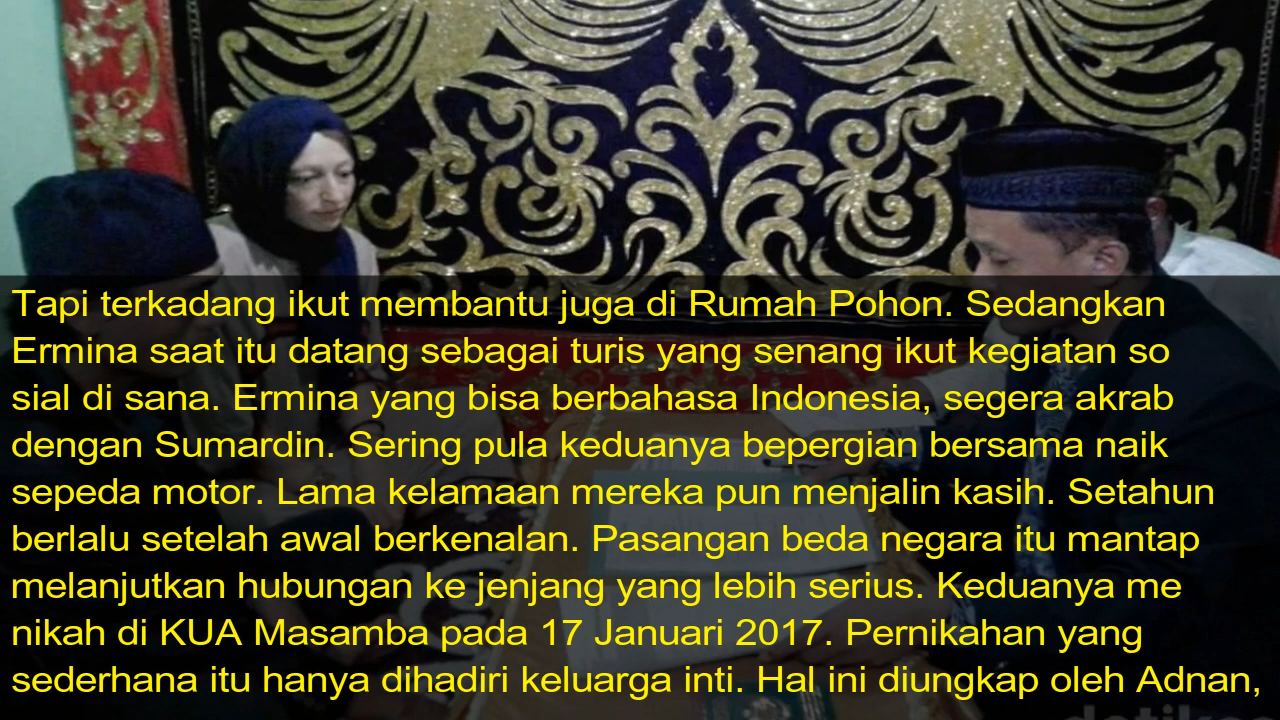 Tapi terkadang ikut membantu juga di Rumah Pohon. Sedangkan
Ermina saat itu datang sebagai turis yang senang ikut kegiatan so
sial di sana. Ermina yang bisa berbahasa Indonesia, segera akrab
dengan Sumardin. Sering pula keduanya bepergian bersama naik
sepeda motor. Lama kelamaan mereka pun menjalin kasih. Setahun
berlalu setelah awal berkenalan. Pasangan beda negara itu mantap
melanjutkan hubungan ke jenjang yang lebih serius. Keduanya me
nikah di KUA Masamba pada 17 Januari 2017. Pernikahan yang
sederhana itu hanya dihadiri keluarga inti. Hal ini diungkap oleh Adnan,